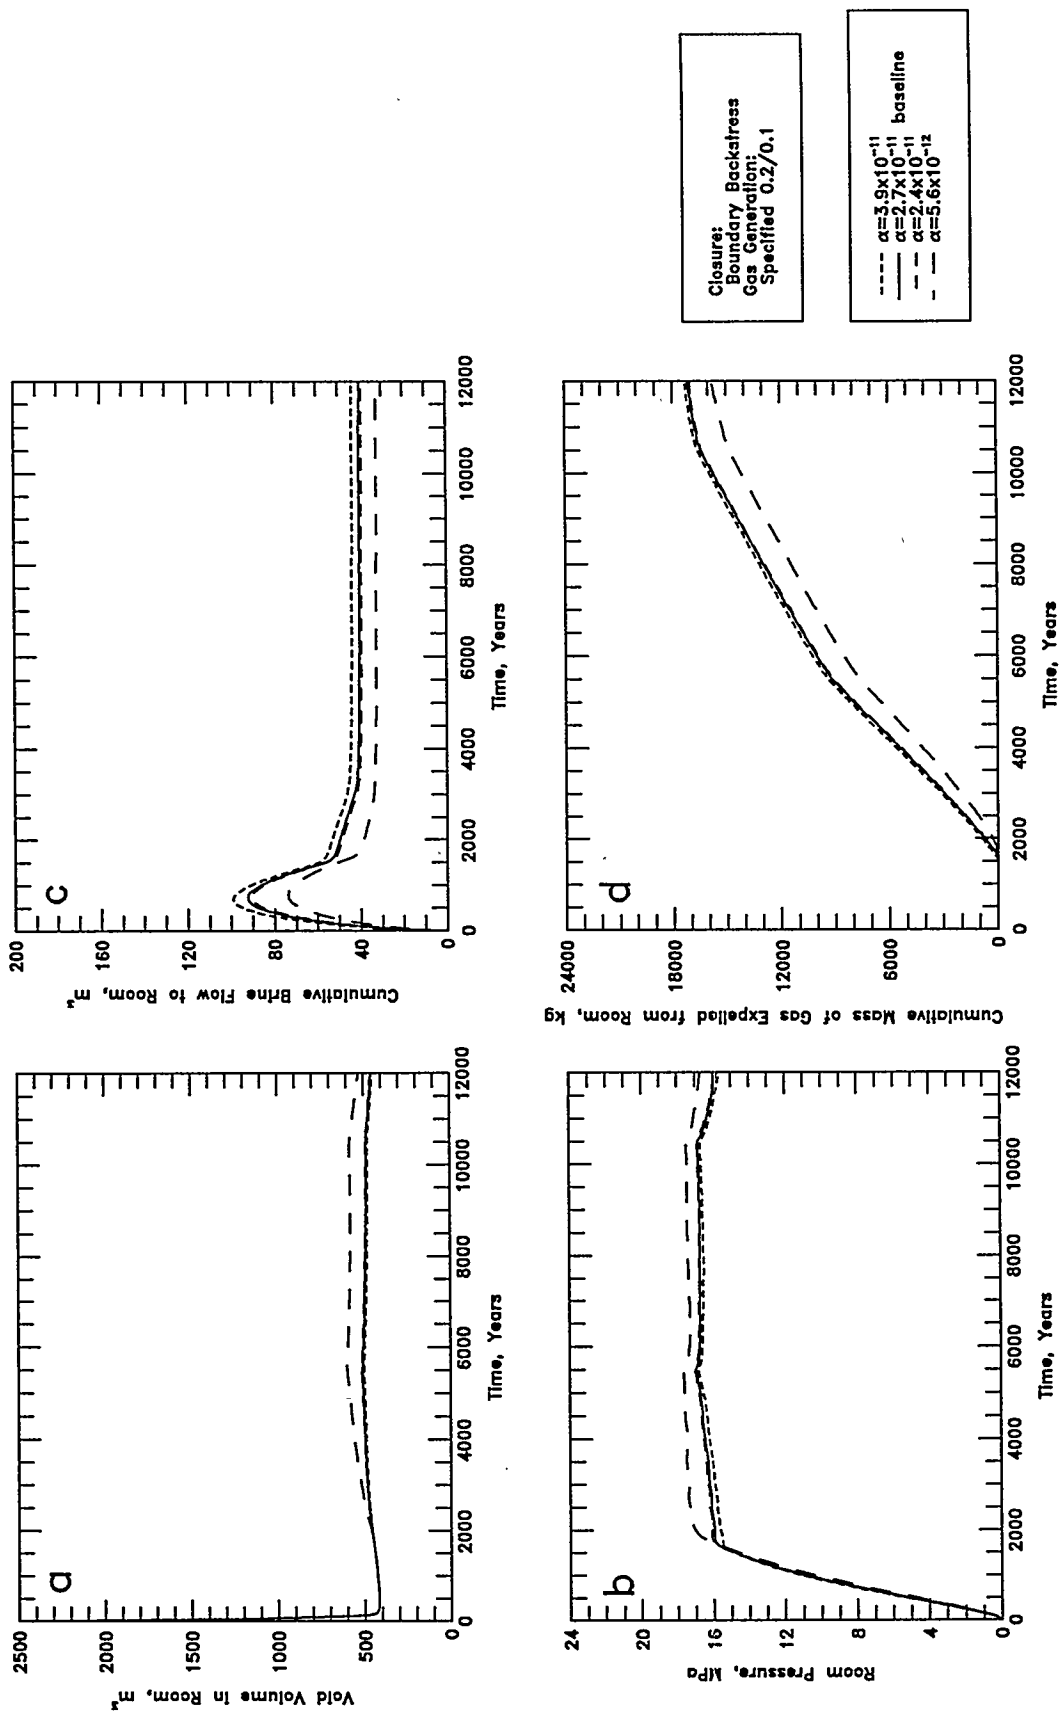 a
2500
2000
1500
1000
500
0
Void Volume in Room, m³
0
2000
4000
6000
8000
10000
12000
Time, Years
c
200
160
120
80
40
0
Cumulative Brine Flow to Room, m³
0
2000
4000
6000
8000
10000
12000
Time, Years
b
24
20
16
12
8
4
0
Room Pressure, MPa
0
2000
4000
6000
8000
10000
12000
Time, Years
d
24000
18000
12000
6000
0
Cumulative Mass of Gas Expelled from Room, kg
0
2000
4000
6000
8000
10000
12000
Time, Years
Closure:
Boundary Backstress
Gas Generation:
Specified 0.2/0.1
α=3.9x10⁻¹¹
α=2.7x10⁻¹¹ baseline
α=2.4x10⁻¹¹
α=5.6x10⁻¹²